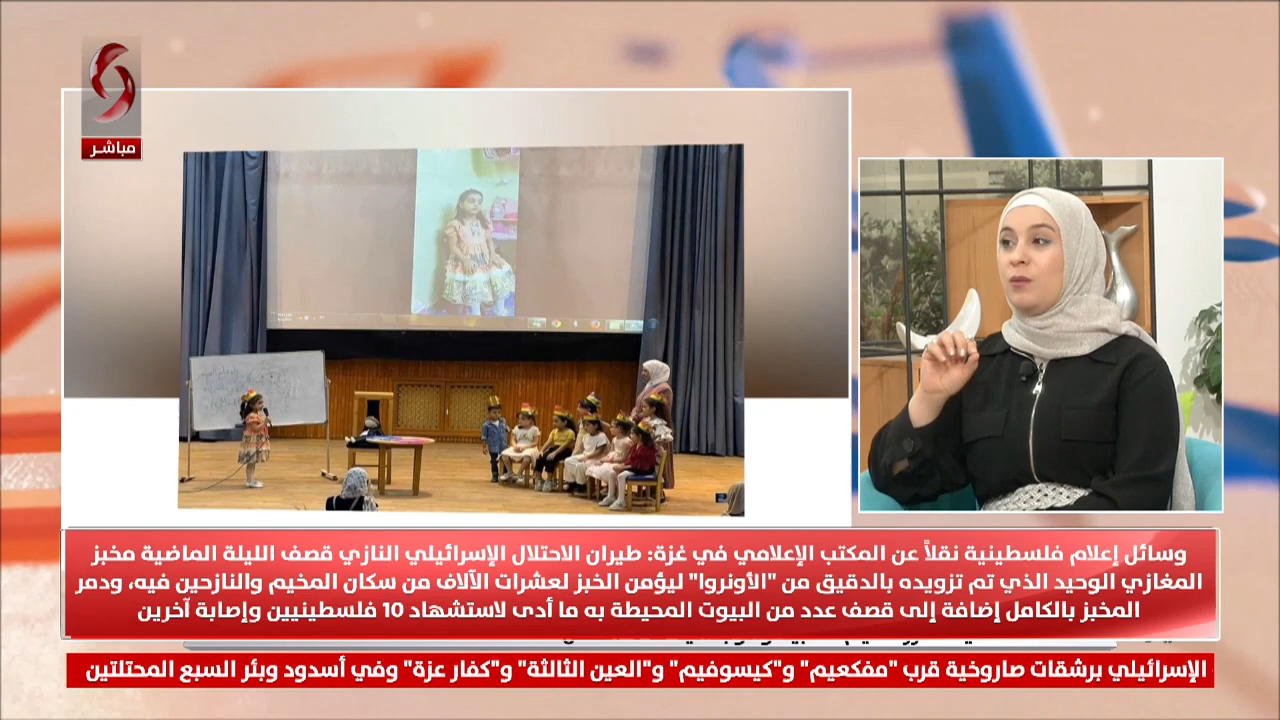 مباشر
وسائل إعلام فلسطينية نقلاً عن المكتب الإعلامي في غزة: طيران الاحتلال الإسرائيلي النازي قصف الليلة الماضية مخبز
المغازي الوحيد الذي تم تزويده بالدقيق من "الأونروا" ليؤمن الخبز لعشرات الآلاف من سكان المخيم والنازحين فيه، ودمر
المخبز بالكامل إضافة إلى قصف عدد من البيوت المحيطة به ما أدى لاستشهاد 10 فلسطينيين وإصابة آخرين
الإسرائيلي برشقات صاروخية قرب "مفكعيم" و"كيسوفيم" و"العين الثالثة" و"كفار عزة" وفي أسدود وبئر السبع المحتلتين